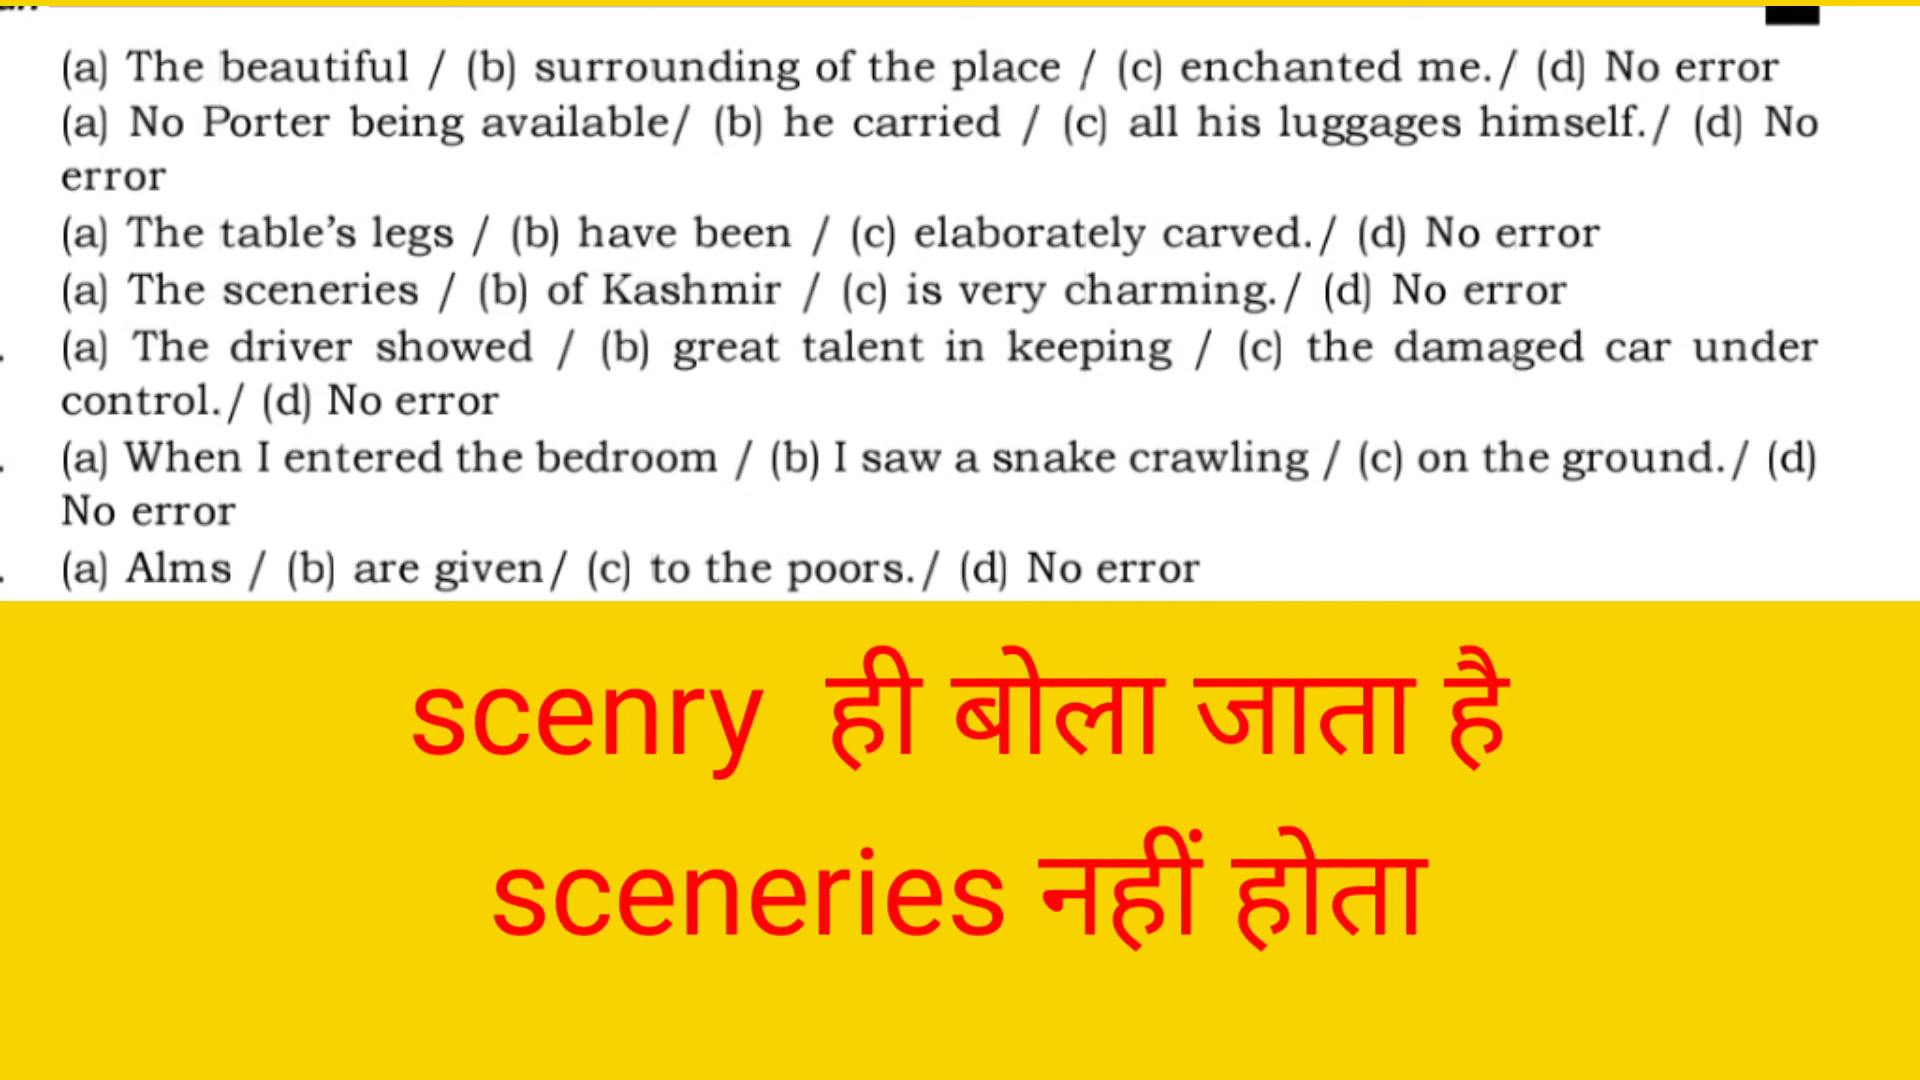 (a) The beautiful / (b) surrounding of the place / (c) enchanted me./ (d) No error
(a) No Porter being available/ (b) he carried / (c) all his luggages himself./ (d) No
error
(a) The table’s legs / (b) have been / (c) elaborately carved./ (d) No error
(a) The sceneries / (b) of Kashmir / (c) is very charming./ (d) No error
(a) The driver showed / (b) great talent in keeping / (c) the damaged car under
control./ (d) No error
(a) When I entered the bedroom / (b) I saw a snake crawling / (c) on the ground./ (d)
No error
(a) Alms / (b) are given/ (c) to the poors./ (d) No error
scenry ही बोला जाता है
sceneries नहीं होता